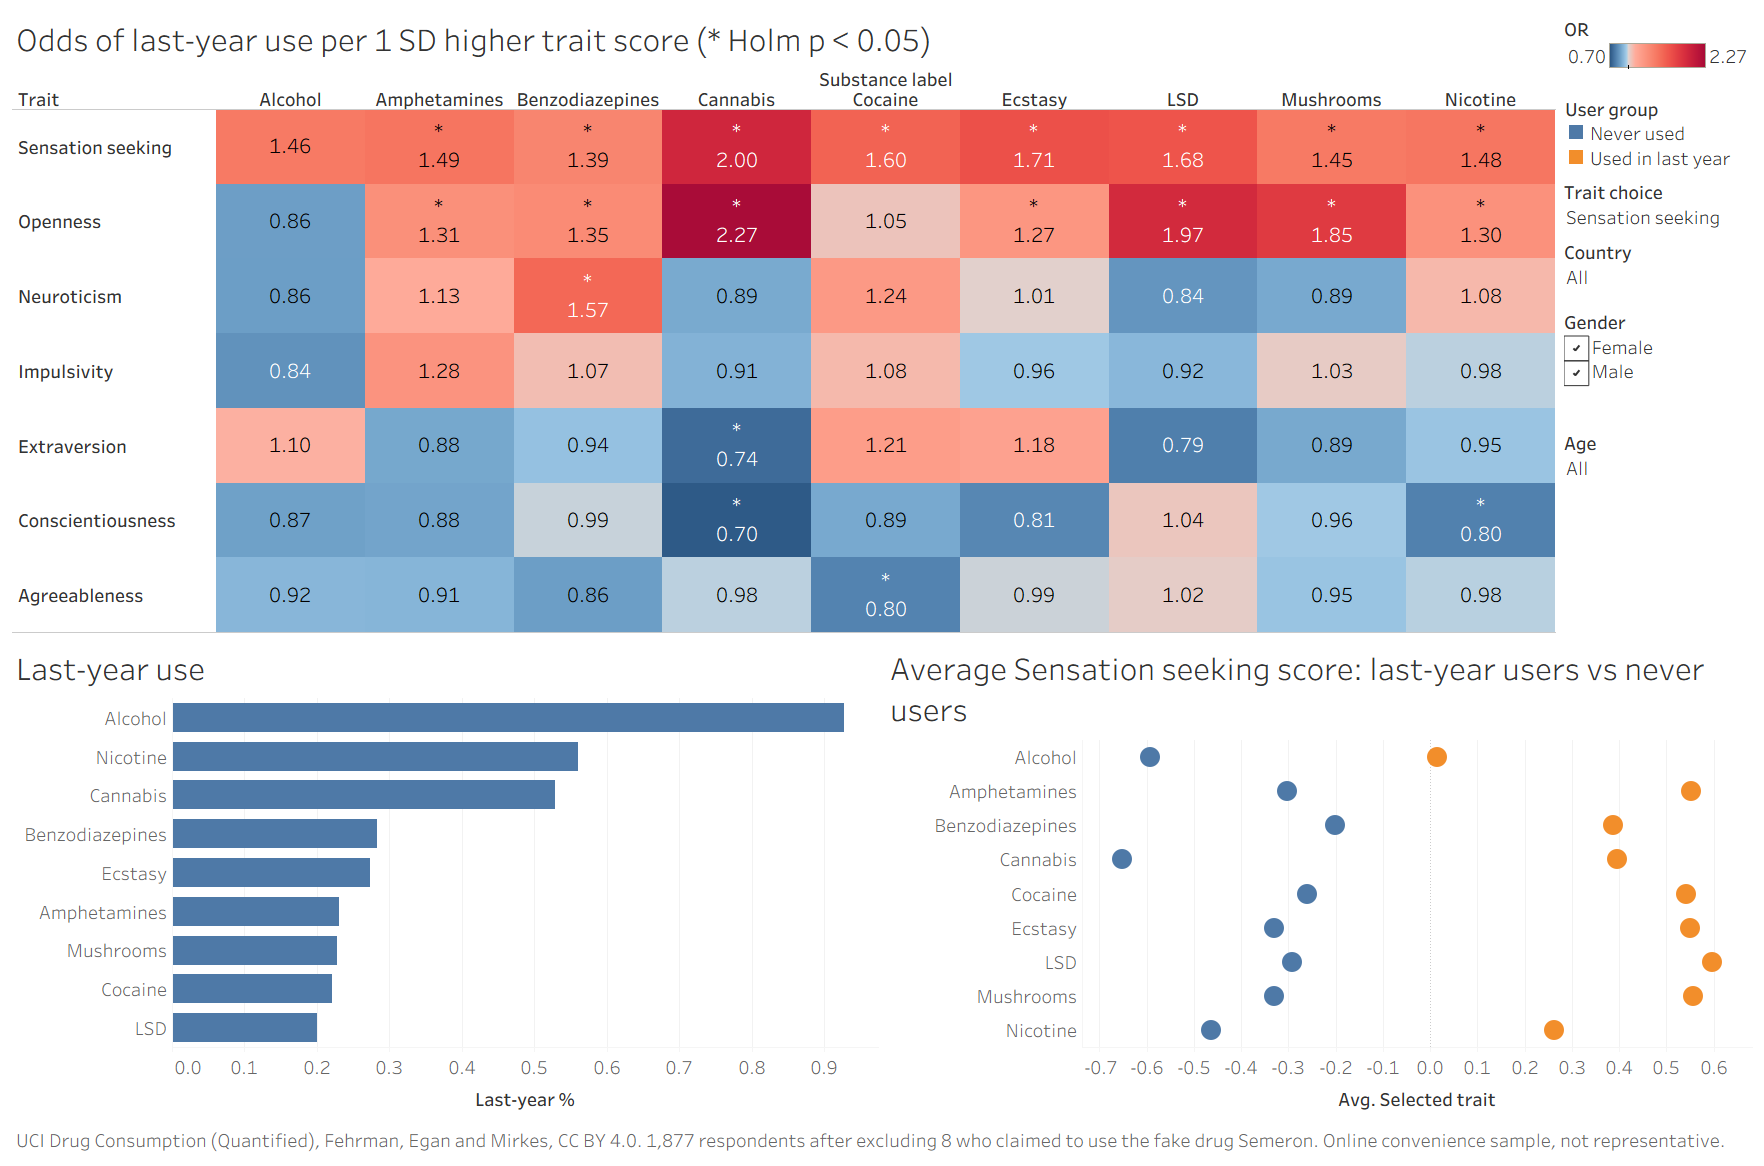 Odds of last-year use per 1 SD higher trait score (* Holm p < 0.05)
Substance label
Trait Alcohol Amphetamines Benzodiazepines Cannabis Cocaine Ecstasy LSD Mushrooms Nicotine
* * * * * * * *
Sensation seeking 1.46 1.49 1.39 2.00 1.60 1.71 1.68 1.45 1.48
* * * * * * *
Openness 0.86 1.31 1.35 2.27 1.05 1.27 1.97 1.85 1.30
*
Neuroticism 0.86 1.13 1.57 0.89 1.24 1.01 0.84 0.89 1.08
Impulsivity 0.84 1.28 1.07 0.91 1.08 0.96 0.92 1.03 0.98
*
Extraversion 1.10 0.88 0.94 0.74 1.21 1.18 0.79 0.89 0.95
* *
Conscientiousness 0.87 0.88 0.99 0.70 0.89 0.81 1.04 0.96 0.80
*
Agreeableness 0.92 0.91 0.86 0.98 0.80 0.99 1.02 0.95 0.98
OR
0.70 2.27
User group
Never used
Used in last year
Trait choice
Sensation seeking
Country
All
Gender
Female
Male
Age
All
Last-year use
Alcohol
Nicotine
Cannabis
Benzodiazepines
Ecstasy
Amphetamines
Mushrooms
Cocaine
LSD
0.0 0.1 0.2 0.3 0.4 0.5 0.6 0.7 0.8 0.9
Last-year %
Average Sensation seeking score: last-year users vs never
users
Alcohol
Amphetamines
Benzodiazepines
Cannabis
Cocaine
Ecstasy
LSD
Mushrooms
Nicotine
-0.7 -0.6 -0.5 -0.4 -0.3 -0.2 -0.1 0.0 0.1 0.2 0.3 0.4 0.5 0.6
Avg. Selected trait
UCI Drug Consumption (Quantified), Fehrman, Egan and Mirkes, CC BY 4.0. 1,877 respondents after excluding 8 who claimed to use the fake drug Semeron. Online convenience sample, not representative.